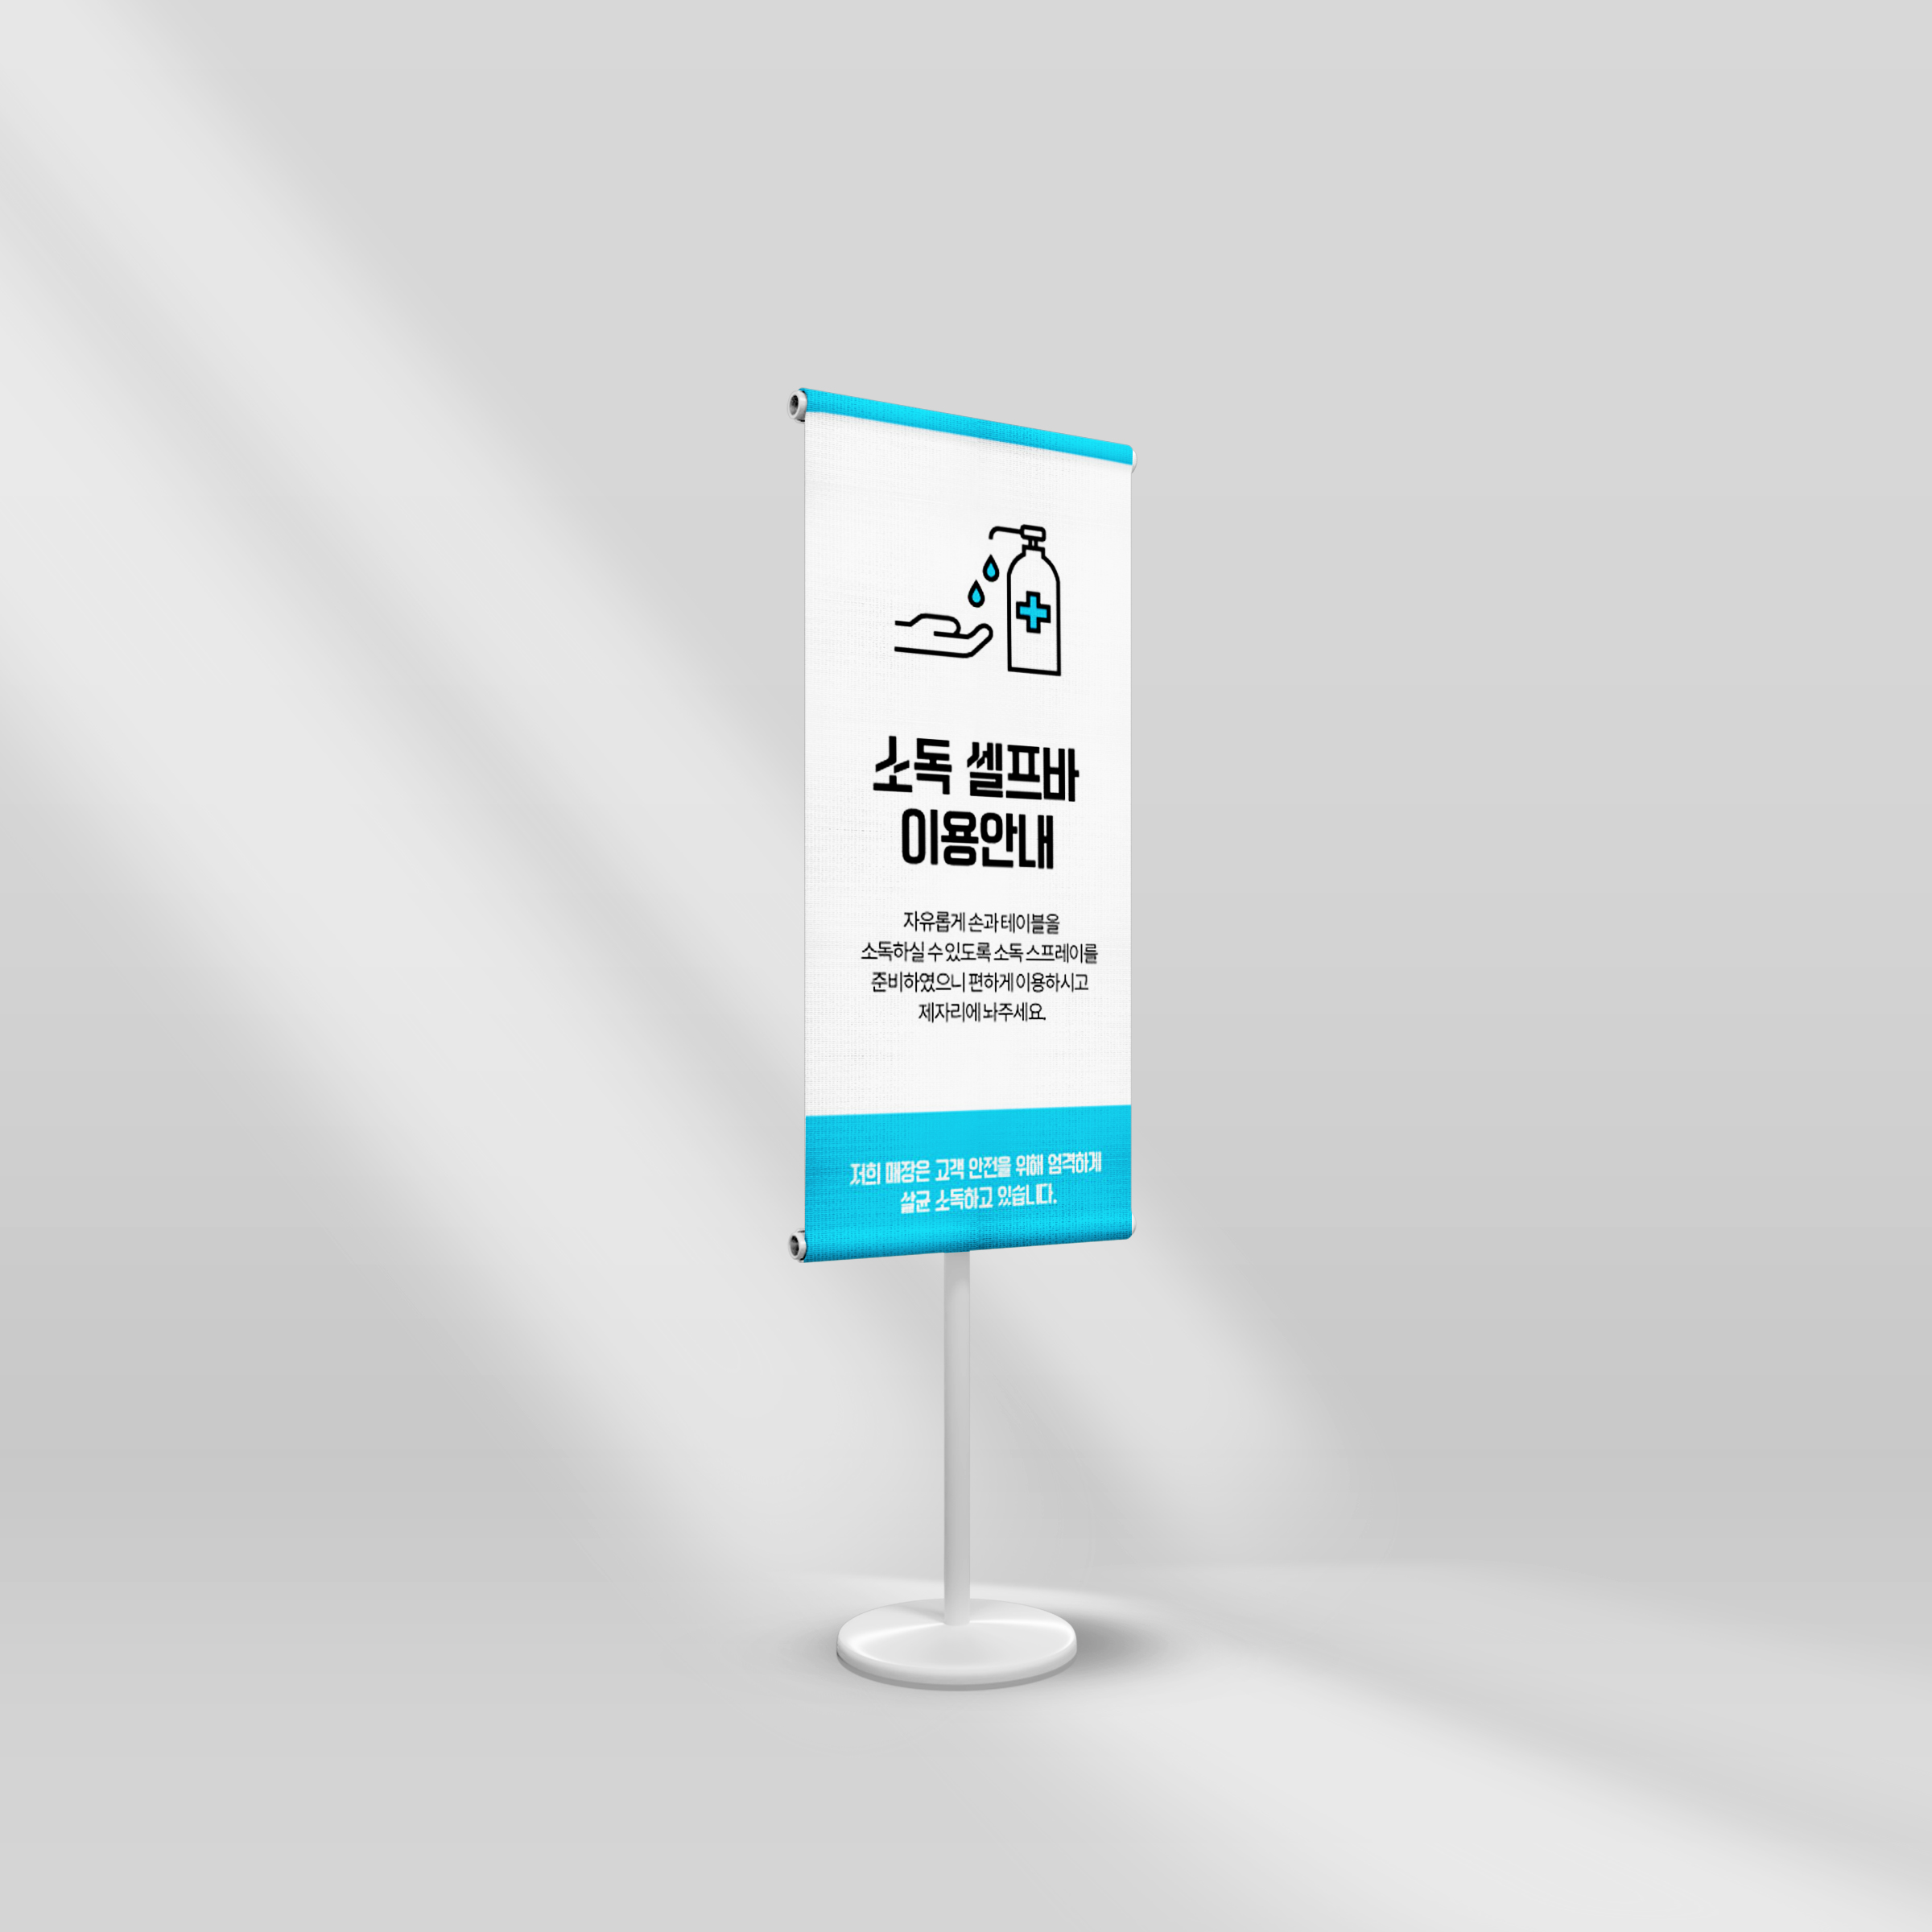 소독 셀프바
이용안내
자유롭게 손과 테이블을
소독하실 수 있도록 소독 스프레이를
준비하였으니 편하게 이용하시고
제자리에 놔주세요.
저희 매장은 고객 안전을 위해 엄격하게
살균 소독하고 있습니다.